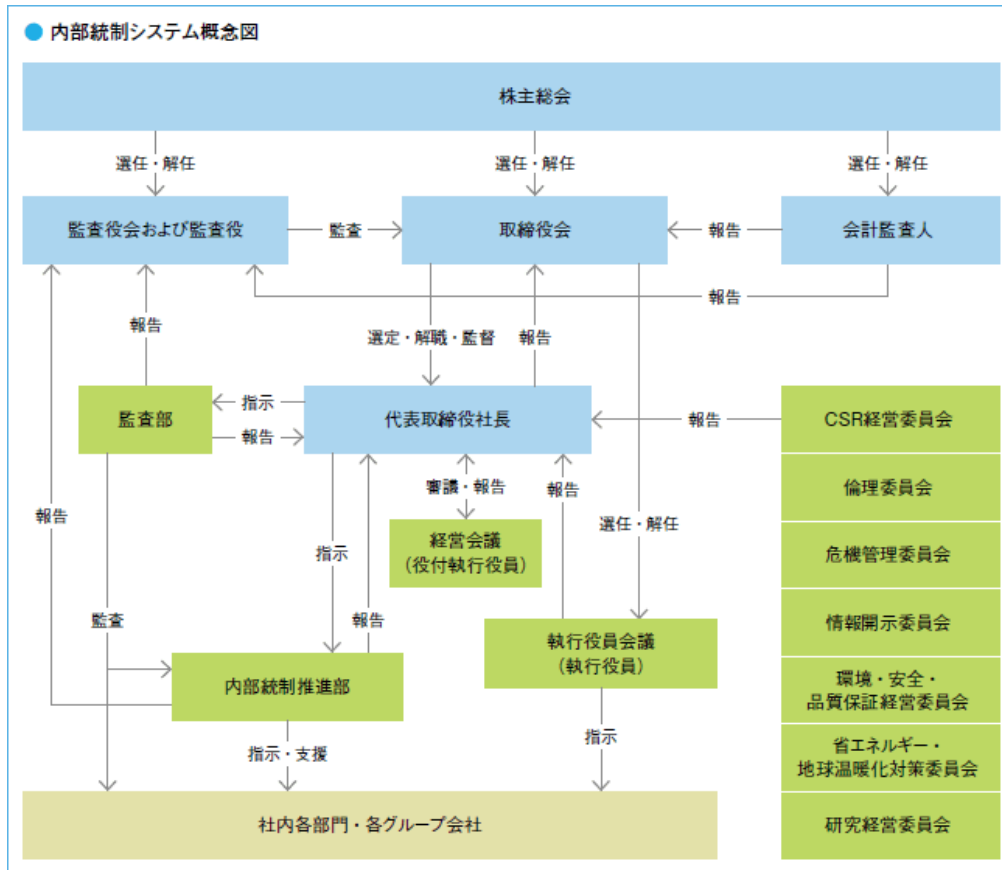 ● 内部統制システム概念図
株主総会
選任・解任
選任・解任
選任・解任
監査役会および監査役
監査
取締役会
報告
会計監査人
報告
報告
選定・解職・監督
報告
監査部
指示
報告
代表取締役社長
報告
CSR経営委員会
審議・報告
報告
倫理委員会
報告
選任・解任
経営会議
(役付執行役員)
指示
危機管理委員会
監査
報告
執行役員会議
(執行役員)
情報開示委員会
内部統制推進部
環境・安全・
品質保証経営委員会
指示・支援
指示
省エネルギー・
地球温暖化対策委員会
社内各部門・各グループ会社
研究経営委員会